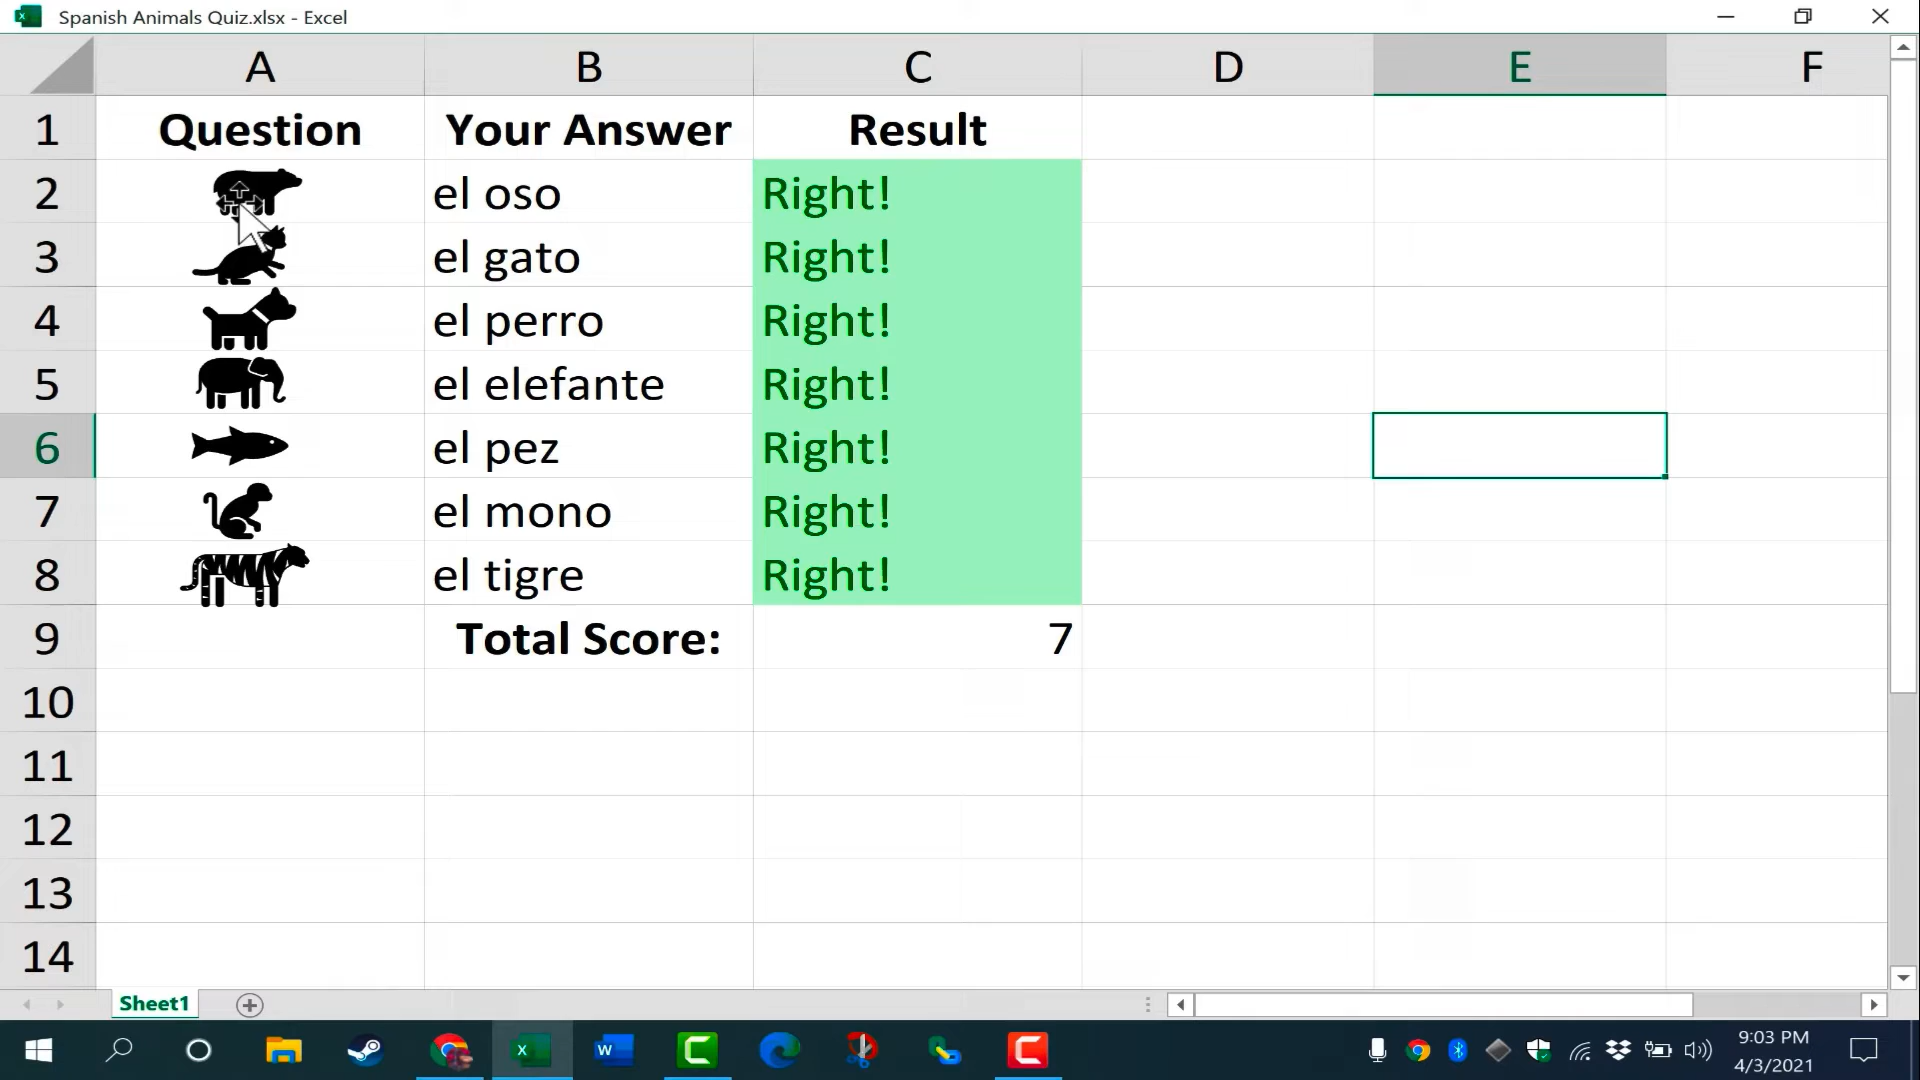 Spanish Animals Quiz.xlsx - Excel
A B C D E F
1 Question Your Answer Result
2 el oso Right!
3 el gato Right!
4 el perro Right!
5 el elefante Right!
6 el pez Right!
7 el mono Right!
8 el tigre Right!
9 Total Score: 7
10
11
12
13
14
Sheet1
9:03 PM
4/3/2021